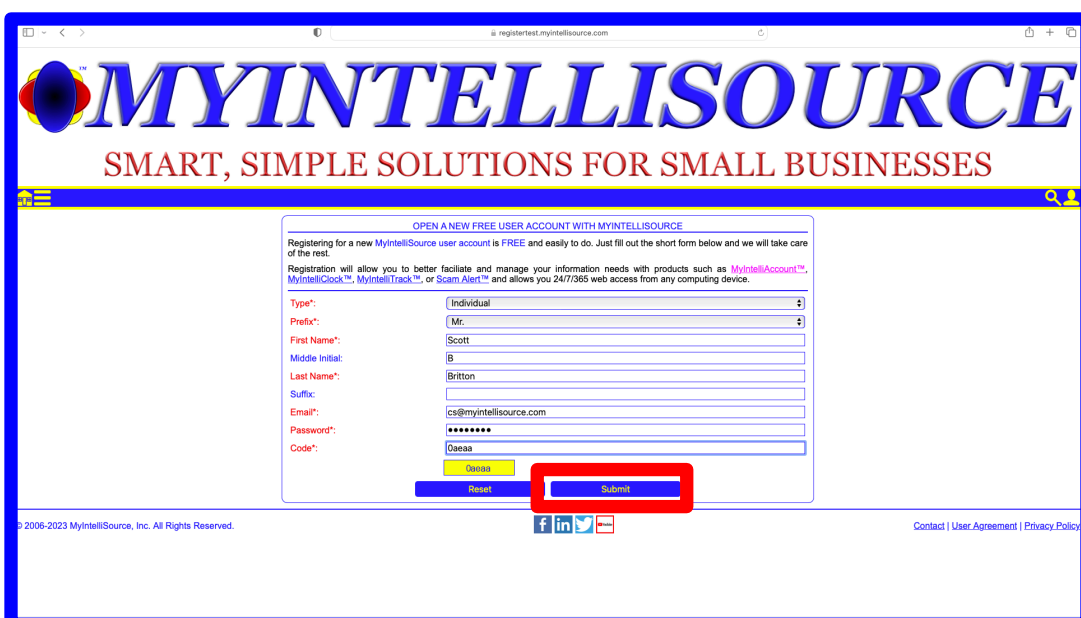 registertest.myintellisource.com
MYINTELLISOURCE
™
SMART, SIMPLE SOLUTIONS FOR SMALL BUSINESSES
OPEN A NEW FREE USER ACCOUNT WITH MYINTELLISOURCE
Registering for a new MyIntelliSource user account is FREE and easily to do. Just fill out the short form below and we will take care
of the rest.
Registration will allow you to better faciliate and manage your information needs with products such as MyIntelliAccount™,
MyIntelliClock™, MyIntelliTrack™, or Scam Alert™ and allows you 24/7/365 web access from any computing device.
Type*: Individual
Prefix*: Mr.
First Name*: Scott
Middle Initial: B
Last Name*: Britton
Suffix:
Email*: cs@myintellisource.com
Password*: ••••••••
Code*: 0aeaa
0aeaa
Reset Submit
© 2006-2023 MyIntelliSource, Inc. All Rights Reserved. f in Contact | User Agreement | Privacy Policy